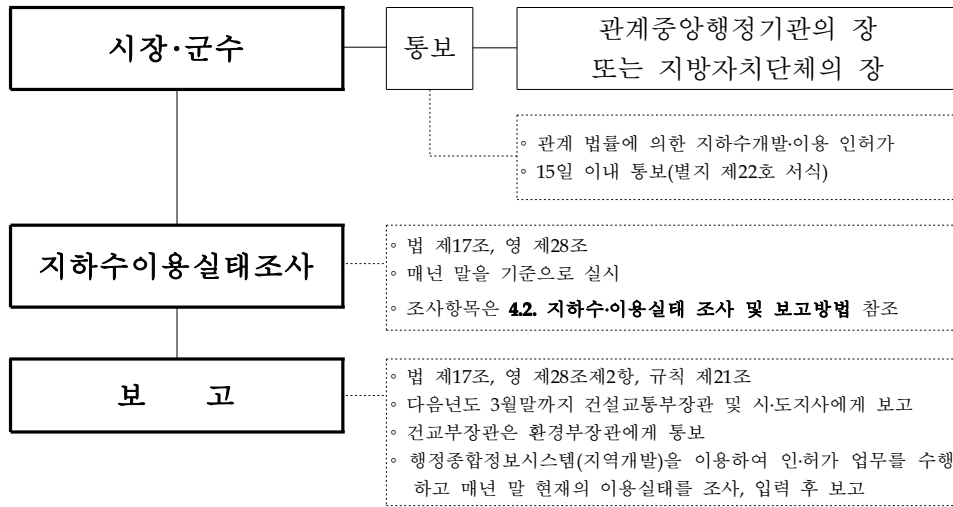 시장·군수
통보
관계중앙행정기관의 장
또는 지방자치단체의 장
◦ 관계 법률에 의한 지하수개발·이용 인허가
◦ 15일 이내 통보(별지 제22호 서식)
지하수이용실태조사
◦ 법 제17조, 영 제28조
◦ 매년 말을 기준으로 실시
◦ 조사항목은 4.2. 지하수·이용실태 조사 및 보고방법 참조
보 고
◦ 법 제17조, 영 제28조제2항, 규칙 제21조
◦ 다음년도 3월말까지 건설교통부장관 및 시·도지사에게 보고
◦ 건교부장관은 환경부장관에게 통보
◦ 행정종합정보시스템(지역개발)을 이용하여 인·허가 업무를 수행
하고 매년 말 현재의 이용실태를 조사, 입력 후 보고